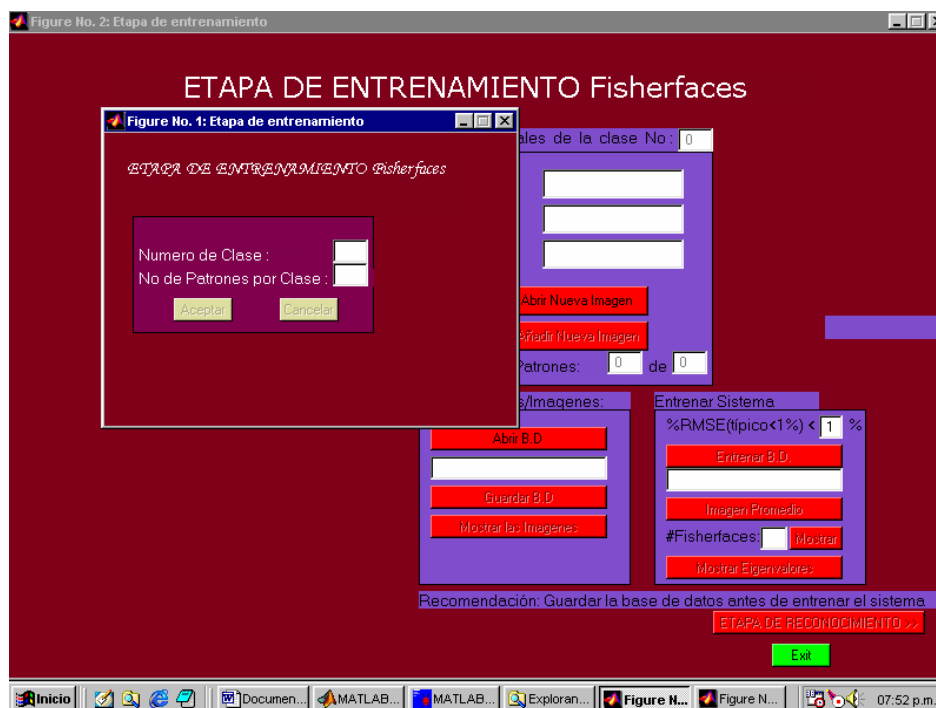 Figure No. 2: Etapa de entrenamiento
ETAPA DE ENTRENAMIENTO Fisherfaces
Figure No. 1: Etapa de entrenamiento
ETAPA DE ENTRENAMIENTO Fisherfaces
Numero de Clase :
No de Patrones por Clase :
Aceptar Cancelar
de la clase No : 0
Abrir Nueva Imagen
Añadir Nueva Imagen
Patrones: 0 de 0
s/Imagenes:
Abrir B.D
Guardar B.D
Mostrar las Imagenes
Entrenar Sistema
%RMSE(típico<1%) < 1 %
Entrenar B.D.
Imagen Promedio
#Fisherfaces: Mostrar
Mostrar Eigenvalores
Recomendación: Guardar la base de datos antes de entrenar el sistema
ETAPA DE RECONOCIMIENTO >>
Exit
Inicio Documen... MATLAB... MATLAB... Exploran... Figure N... Figure N... 07:52 p.m.